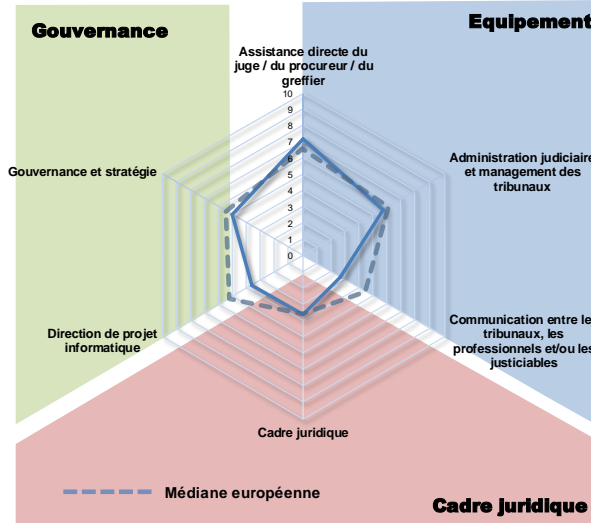 Gouvernance
Equipement
Assistance directe du
juge / du procureur / du
greffier
10
9
8
7
6
5
4
3
2
1
0
Gouvernance et stratégie
Administration judiciaire
et management des
tribunaux
Direction de projet
informatique
Communication entre le
tribunaux, les
professionnels et/ou les
justiciables
Cadre juridique
Médiane européenne
Cadre juridique